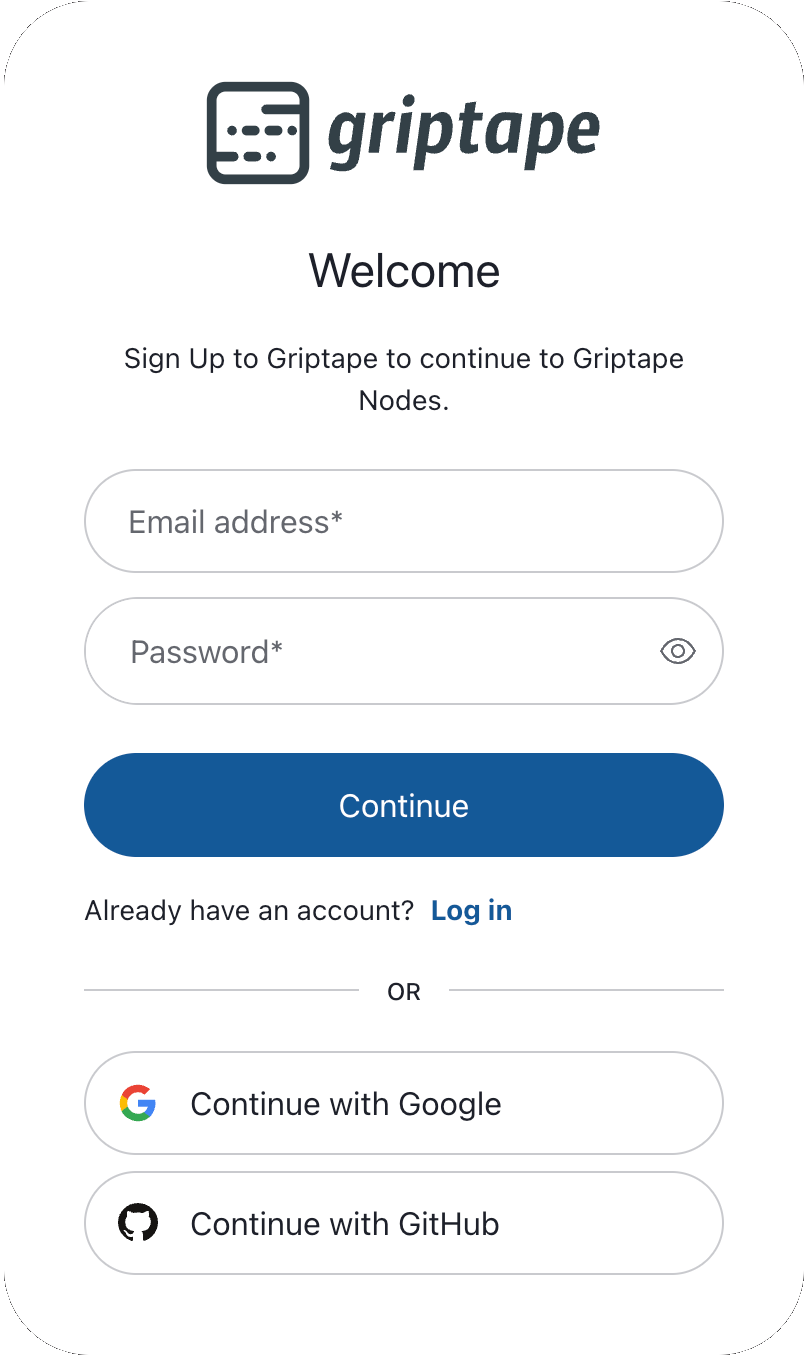 griptape
Welcome
Sign Up to Griptape to continue to Griptape
Nodes.
Email address*
Password*
Continue
Already have an account? Log in
OR
Continue with Google
Continue with GitHub